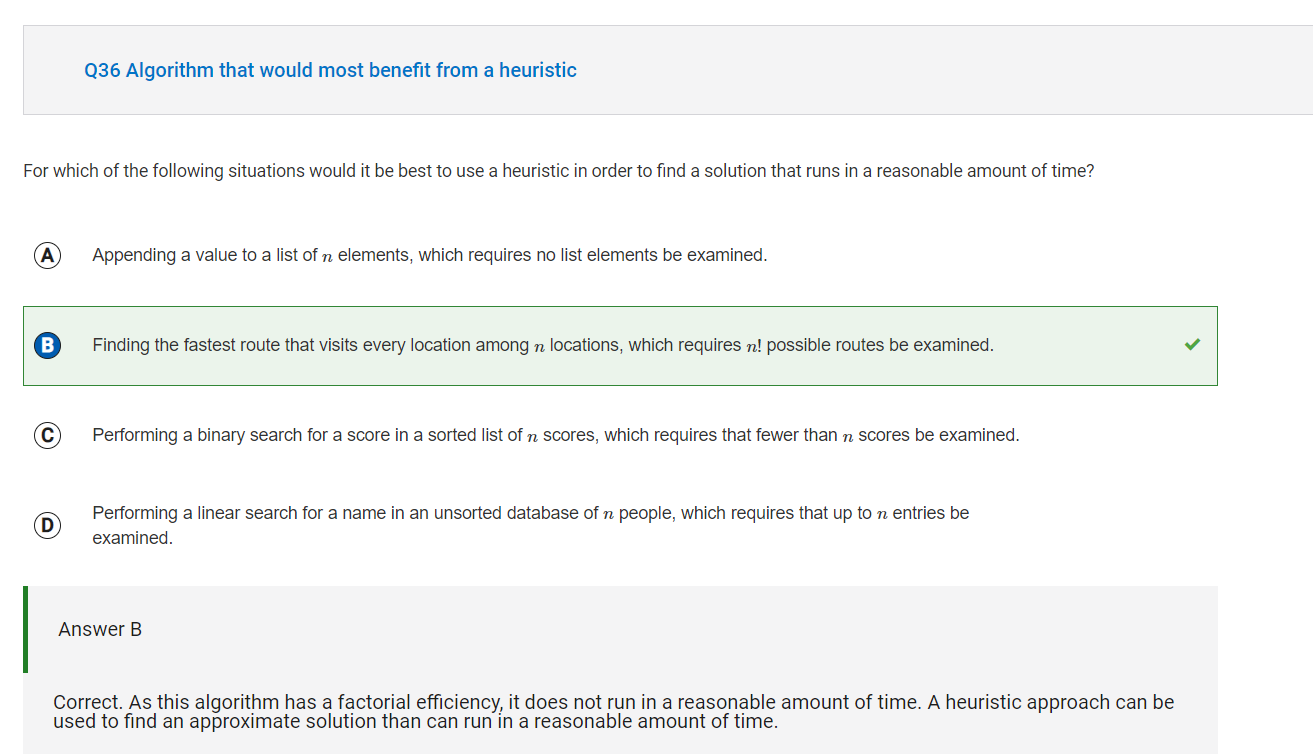 Q36 Algorithm that would most benefit from a heuristic
For which of the following situations would it be best to use a heuristic in order to find a solution that runs in a reasonable amount of time?
A Appending a value to a list of n elements, which requires no list elements be examined.
B Finding the fastest route that visits every location among n locations, which requires n! possible routes be examined.
C Performing a binary search for a score in a sorted list of n scores, which requires that fewer than n scores be examined.
D Performing a linear search for a name in an unsorted database of n people, which requires that up to n entries be
examined.
Answer B
Correct. As this algorithm has a factorial efficiency, it does not run in a reasonable amount of time. A heuristic approach can be
used to find an approximate solution than can run in a reasonable amount of time.